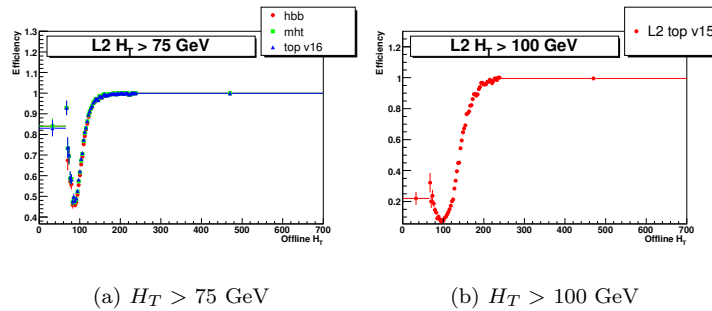 L2 H_T > 75 GeV
hbb
mht
top v16
Efficiency
1.3
1.2
1.1
1
0.9
0.8
0.7
0.6
0.5
0.4
0 100 200 300 400 500 600 700
Offline H_T
L2 H_T > 100 GeV
L2 top v15
Efficiency
1.2
1
0.8
0.6
0.4
0.2
0 100 200 300 400 500 600 700
Offline H_T
(a) H_T > 75 GeV
(b) H_T > 100 GeV